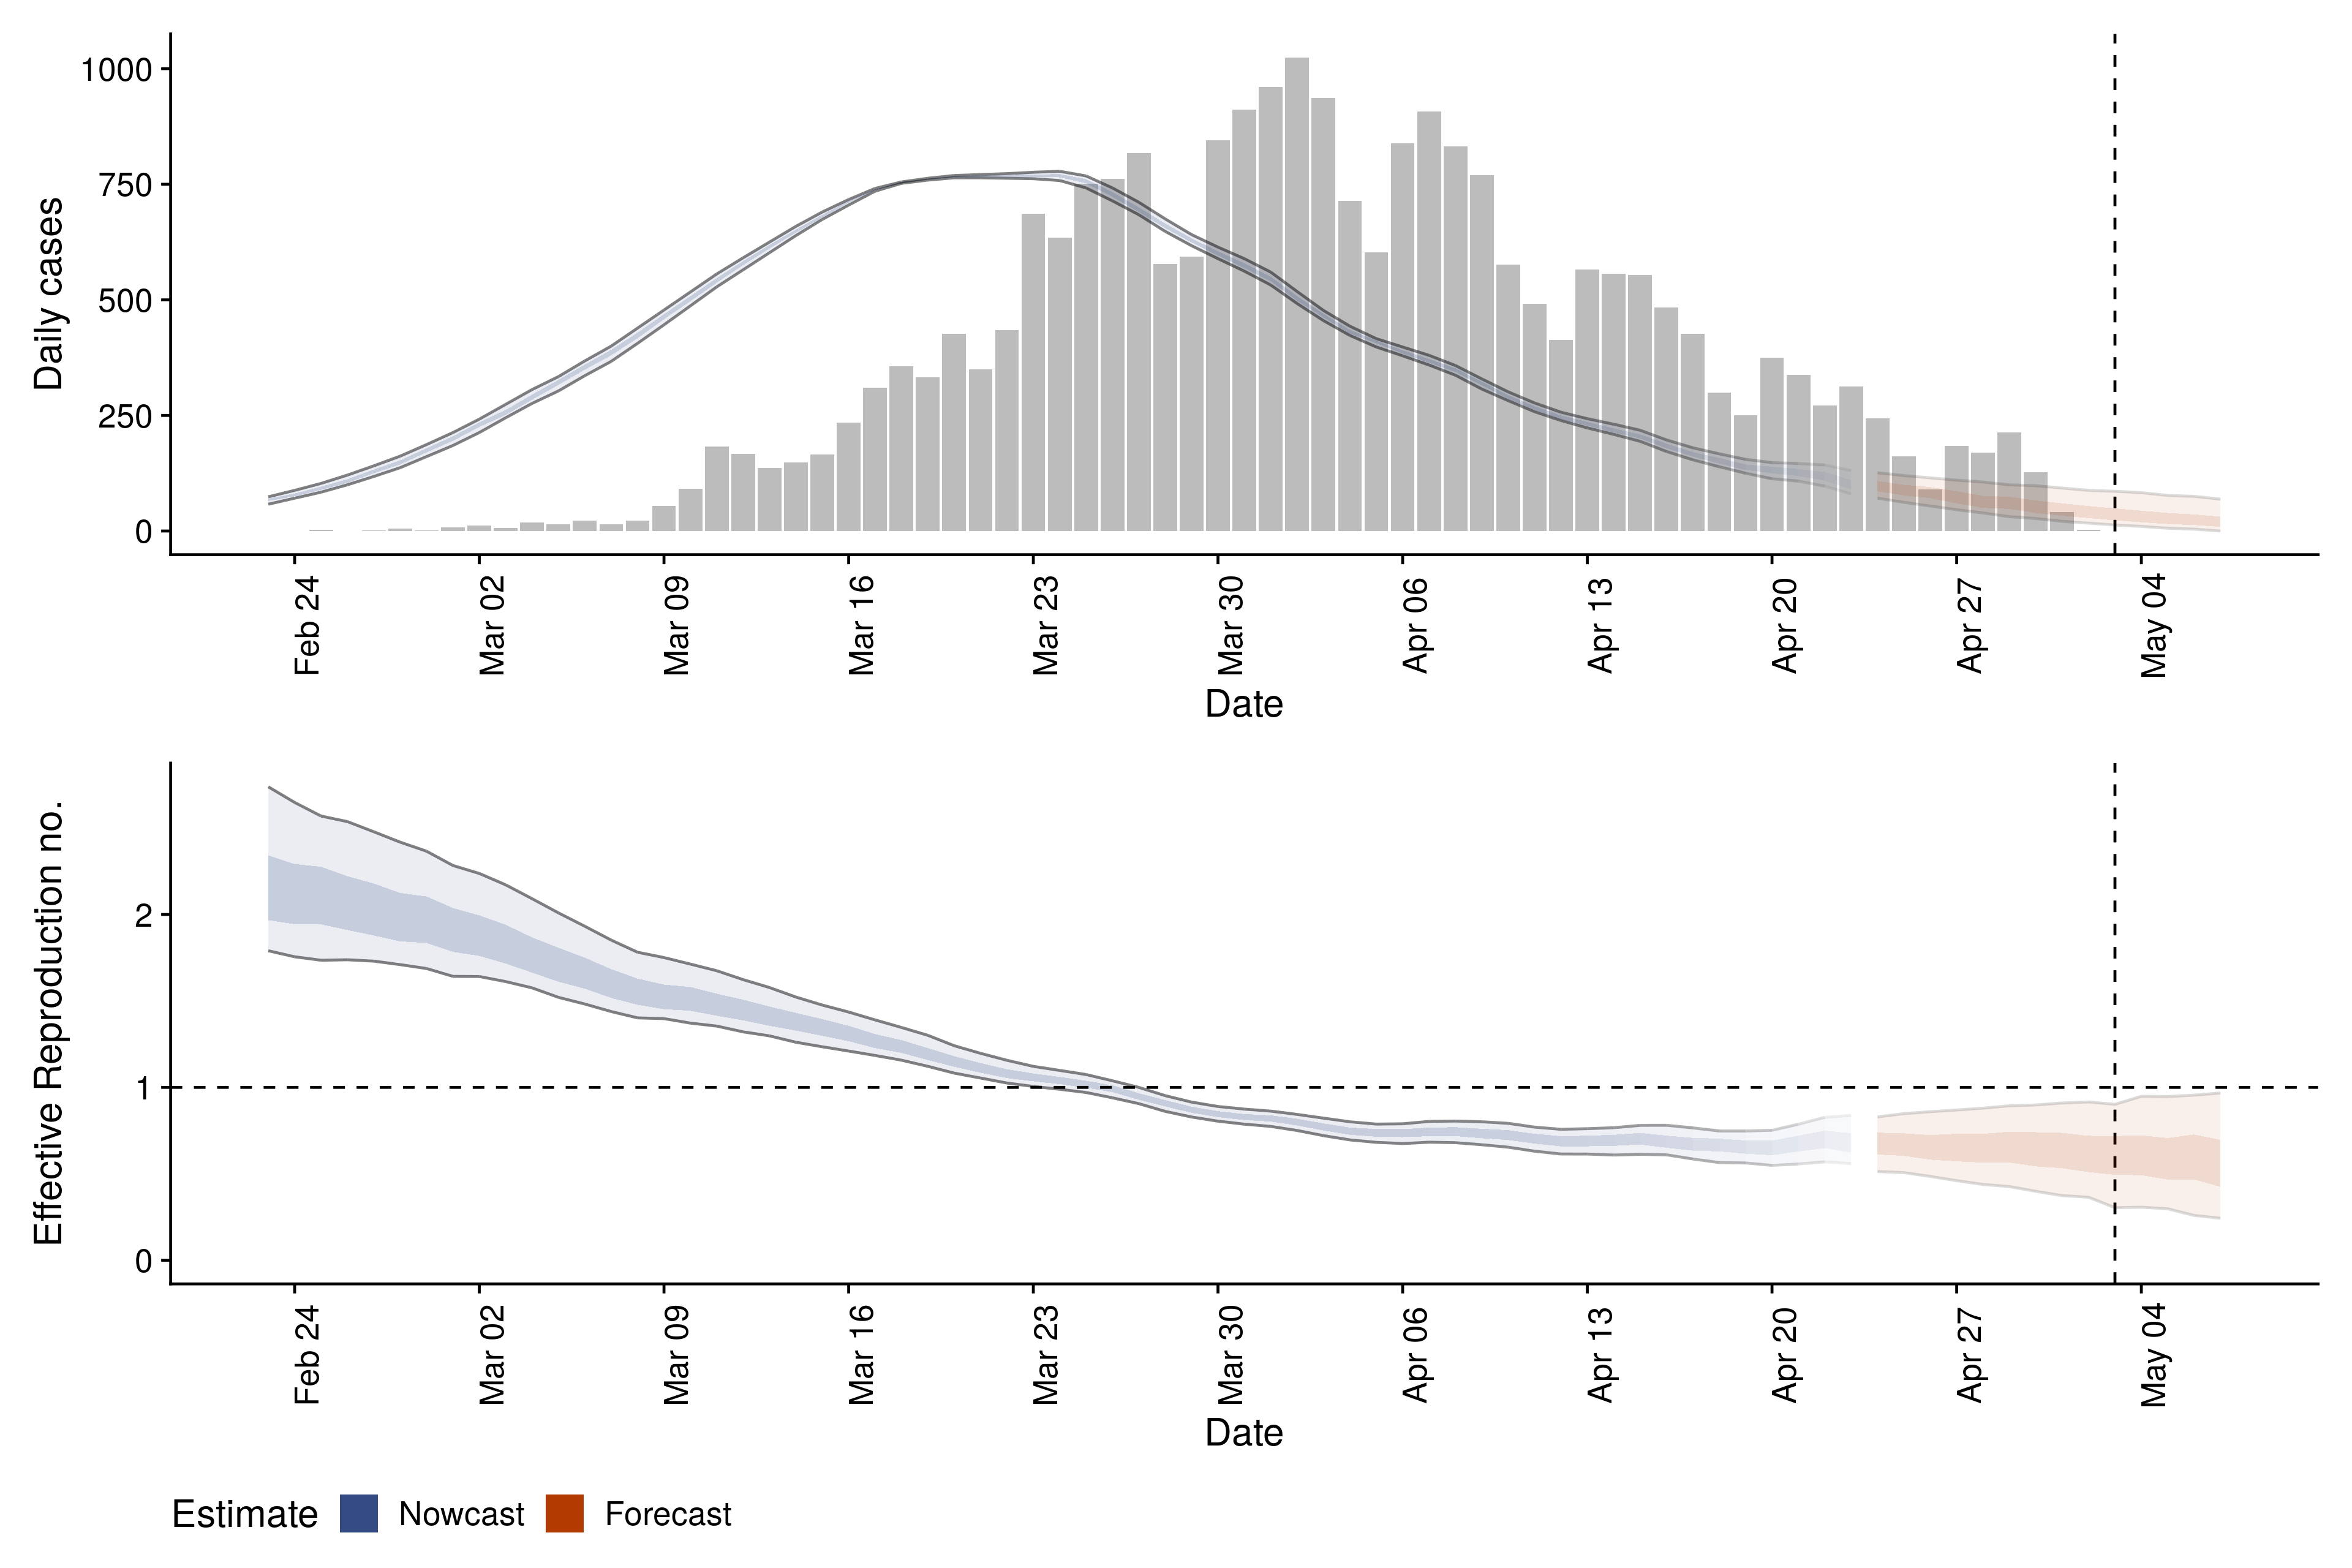 Daily cases
1000
750
500
250
0
Feb 24
Mar 02
Mar 09
Mar 16
Mar 23
Mar 30
Apr 06
Apr 13
Apr 20
Apr 27
May 04
Date
Effective Reproduction no.
2
1
0
Feb 24
Mar 02
Mar 09
Mar 16
Mar 23
Mar 30
Apr 06
Apr 13
Apr 20
Apr 27
May 04
Date
Estimate Nowcast Forecast